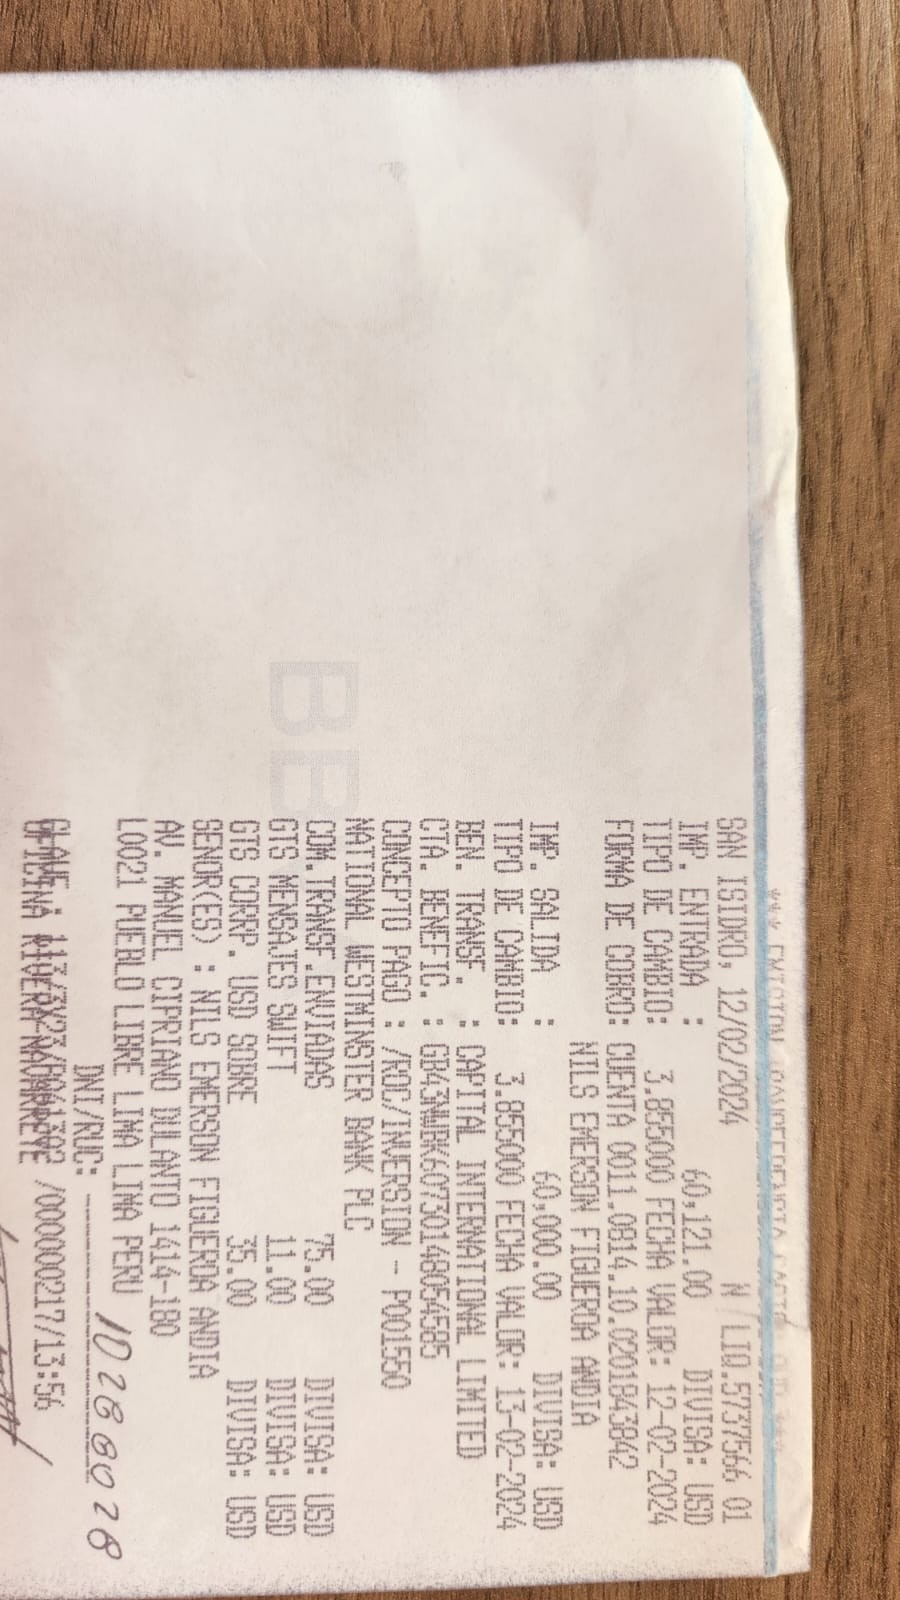 *** EMISION
SAN ISIDRO, 12/02/2024 N LIQ.5737566 01
IMP. ENTRADA : 60,121.00 DIVISA: USD
TIPO DE CAMBIO: 3.855000 FECHA VALOR: 12-02-2024
FORMA DE COBRO: CUENTA 0011.0814.10.0201843842
NILS EMERSON FIGUEROA ANDIA
IMP. SALIDA : 60,000.00 DIVISA: USD
TIPO DE CAMBIO: 3.855000 FECHA VALOR: 13-02-2024
BEN. TRANSF. : CAPITAL INTERNATIONAL LIMITED
CTA. BENEFIC. : GB43NWBK60730148054585
CONCEPTO PAGO : /ROC/INVERSION -- P001550
NATIONAL WESTMINSTER BANK PLC
COM.TRANSF.ENVIADAS 75.00 DIVISA: USD
GTS MENSAJES SWIFT 11.00 DIVISA: USD
GTS CORRP. USD SOBRE 35.00 DIVISA: USD
SENOR(ES) : NILS EMERSON FIGUEROA ANDIA
AV. MANUEL CIPRIANO DULANTO 1414-180
L0021 PUEBLO LIBRE LIMA LIMA PERU
DNI/RUC:
/0000000217/13:56
BB